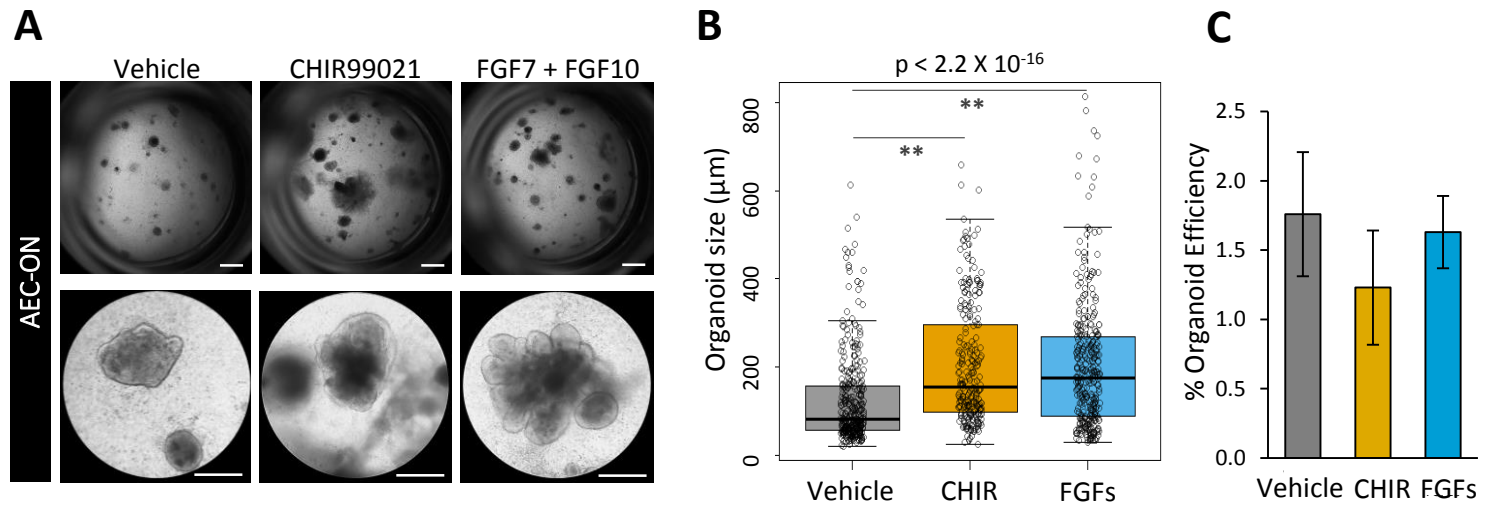 A
Vehicle
CHIR99021
FGF7 + FGF10
AEC-ON
B
p < 2.2 X 10-16
**
**
Organoid size (µm)
800
600
400
200
0
Vehicle
CHIR
FGFs
C
% Organoid Efficiency
2.5
2.0
1.5
1.0
0.5
0.0
Vehicle
CHIR
FGFs